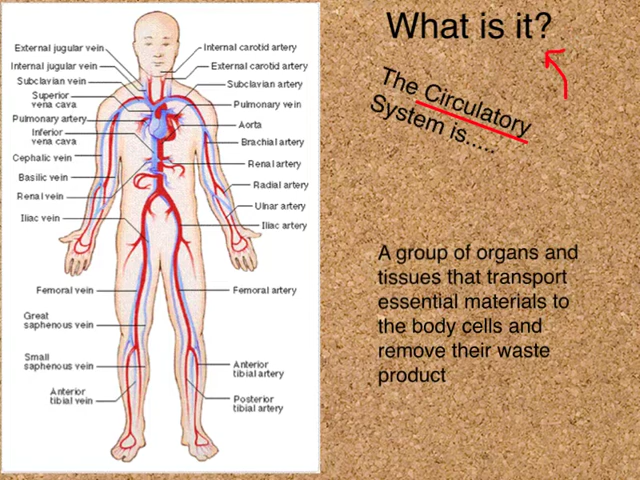 What is it?
The Circulatory
System is.....
A group of organs and
tissues that transport
essential materials to
the body cells and
remove their waste
product
External jugular vein
Internal jugular vein
Subclavian vein
Superior
vena cava
Pulmonary artery
Inferior
vena cava
Cephalic vein
Basilic vein
Renal vein
Iliac vein
Femoral vein
Great
saphenous vein
Small
saphenous vein
Anterior
tibial vein
Internal carotid artery
External carotid artery
Subclavian artery
Pulmonary vein
Aorta
Brachial artery
Renal artery
Radial artery
Ulnar artery
Iliac artery
Femoral artery
Anterior
tibial artery
Posterior
tibial artery